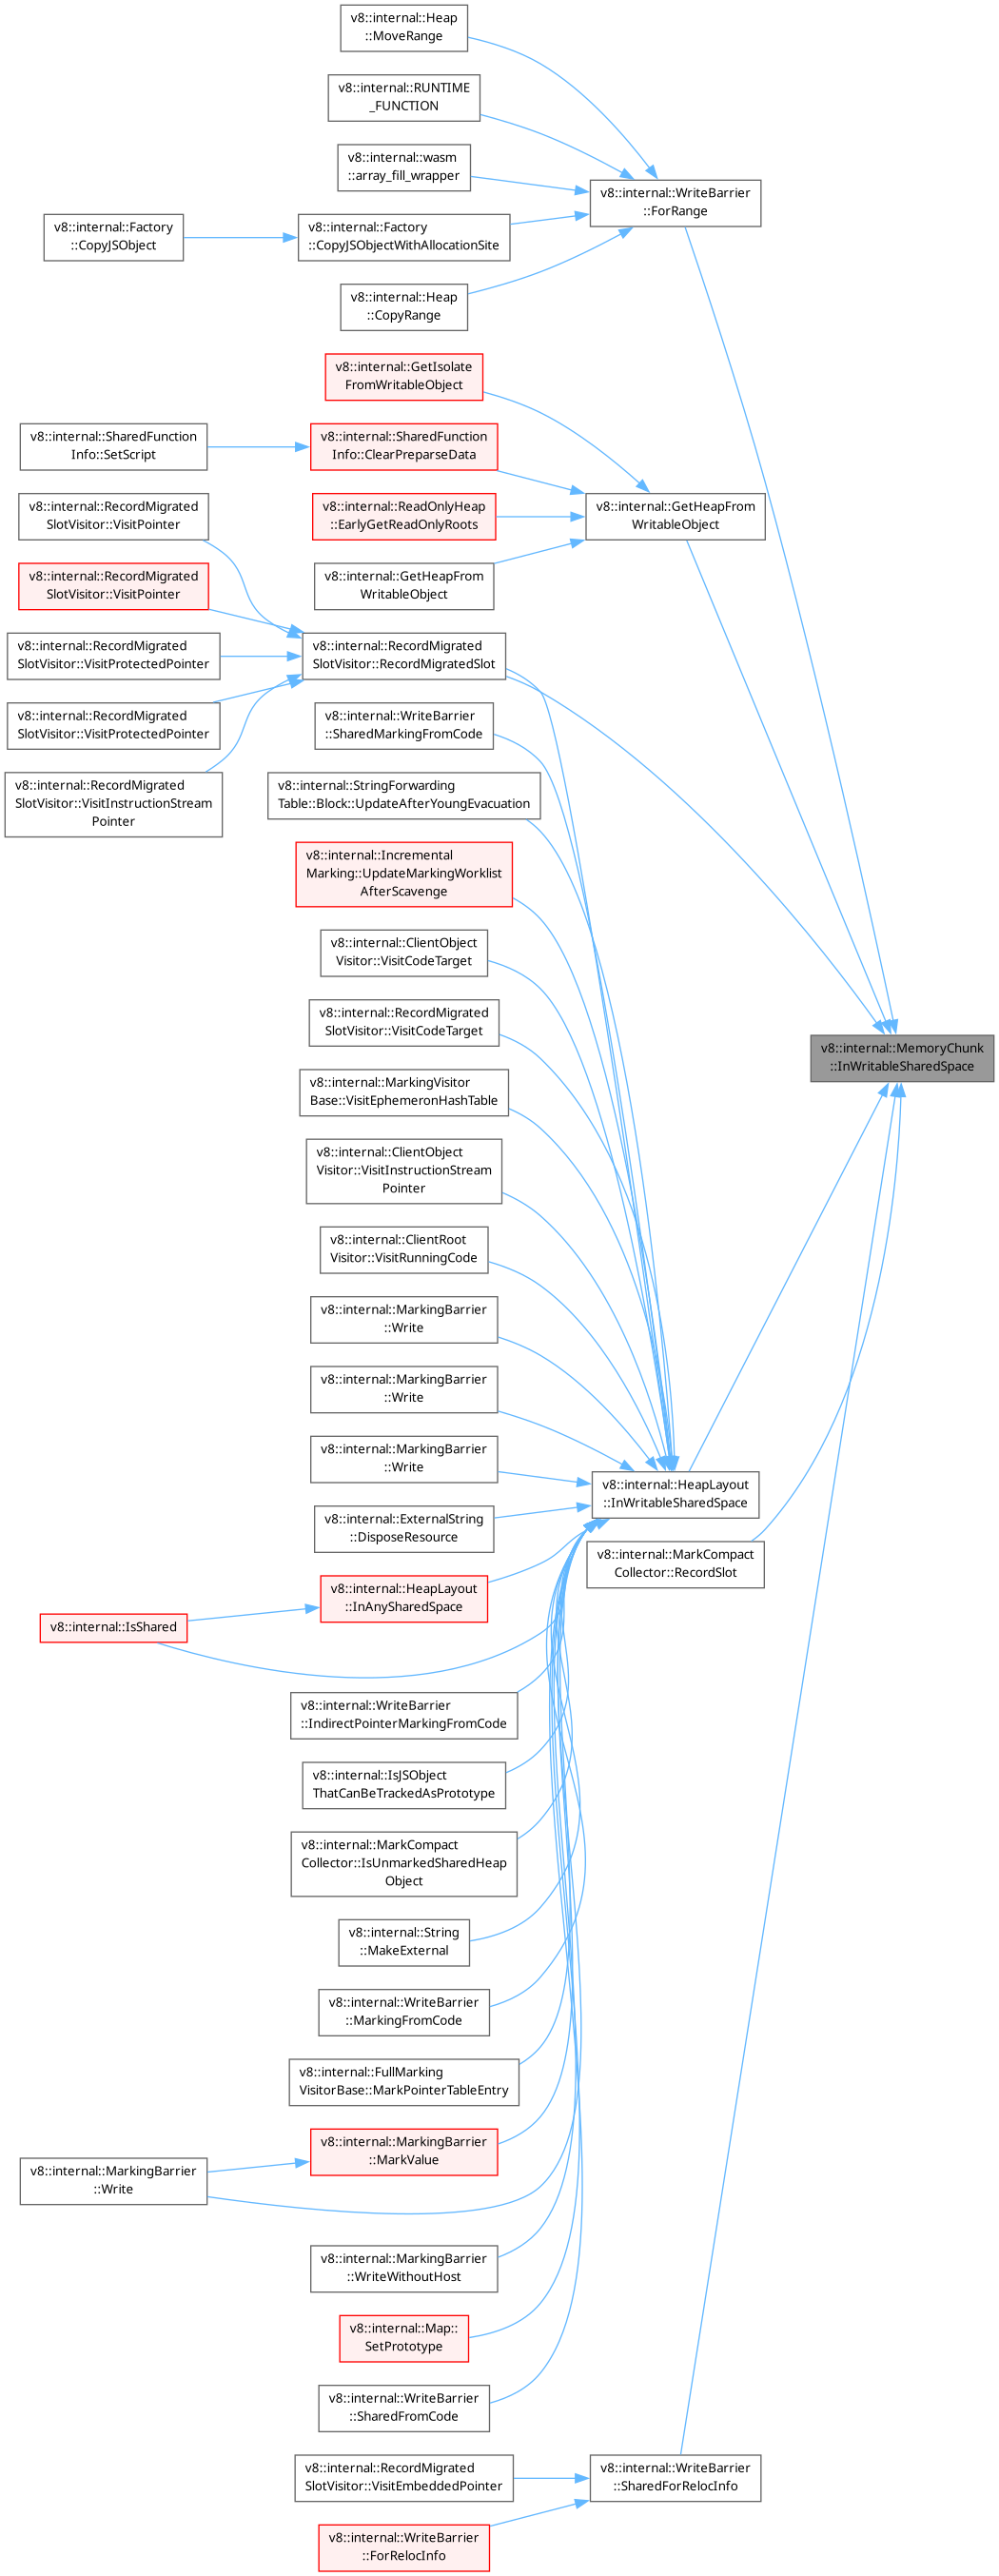 v8::internal::Heap
::MoveRange
v8::internal::RUNTIME
_FUNCTION
v8::internal::wasm
::array_fill_wrapper
v8::internal::WriteBarrier
::ForRange
v8::internal::Factory
::CopyJSObject
v8::internal::Factory
::CopyJSObjectWithAllocationSite
v8::internal::Heap
::CopyRange
v8::internal::GetIsolate
FromWritableObject
v8::internal::SharedFunction
Info::SetScript
v8::internal::SharedFunction
Info::ClearPreparseData
v8::internal::ReadOnlyHeap
::EarlyGetReadOnlyRoots
v8::internal::GetHeapFrom
WritableObject
v8::internal::RecordMigrated
SlotVisitor::VisitPointer
v8::internal::GetHeapFrom
WritableObject
v8::internal::RecordMigrated
SlotVisitor::VisitPointer
v8::internal::RecordMigrated
SlotVisitor::VisitProtectedPointer
v8::internal::RecordMigrated
SlotVisitor::RecordMigratedSlot
v8::internal::RecordMigrated
SlotVisitor::VisitProtectedPointer
v8::internal::WriteBarrier
::SharedMarkingFromCode
v8::internal::RecordMigrated
SlotVisitor::VisitInstructionStream
Pointer
v8::internal::StringForwarding
Table::Block::UpdateAfterYoungEvacuation
v8::internal::Incremental
Marking::UpdateMarkingWorklist
AfterScavenge
v8::internal::ClientObject
Visitor::VisitCodeTarget
v8::internal::RecordMigrated
SlotVisitor::VisitCodeTarget
v8::internal::MemoryChunk
::InWritableSharedSpace
v8::internal::MarkingVisitor
Base::VisitEphemeronHashTable
v8::internal::ClientObject
Visitor::VisitInstructionStream
Pointer
v8::internal::ClientRoot
Visitor::VisitRunningCode
v8::internal::MarkingBarrier
::Write
v8::internal::MarkingBarrier
::Write
v8::internal::MarkingBarrier
::Write
v8::internal::HeapLayout
::InWritableSharedSpace
v8::internal::ExternalString
::DisposeResource
v8::internal::MarkCompact
Collector::RecordSlot
v8::internal::HeapLayout
::InAnySharedSpace
v8::internal::IsShared
v8::internal::WriteBarrier
::IndirectPointerMarkingFromCode
v8::internal::IsJSObject
ThatCanBeTrackedAsPrototype
v8::internal::MarkCompact
Collector::IsUnmarkedSharedHeap
Object
v8::internal::String
::MakeExternal
v8::internal::WriteBarrier
::MarkingFromCode
v8::internal::FullMarking
VisitorBase::MarkPointerTableEntry
v8::internal::MarkingBarrier
::MarkValue
v8::internal::MarkingBarrier
::Write
v8::internal::MarkingBarrier
::WriteWithoutHost
v8::internal::Map::
SetPrototype
v8::internal::WriteBarrier
::SharedFromCode
v8::internal::RecordMigrated
SlotVisitor::VisitEmbeddedPointer
v8::internal::WriteBarrier
::SharedForRelocInfo
v8::internal::WriteBarrier
::ForRelocInfo